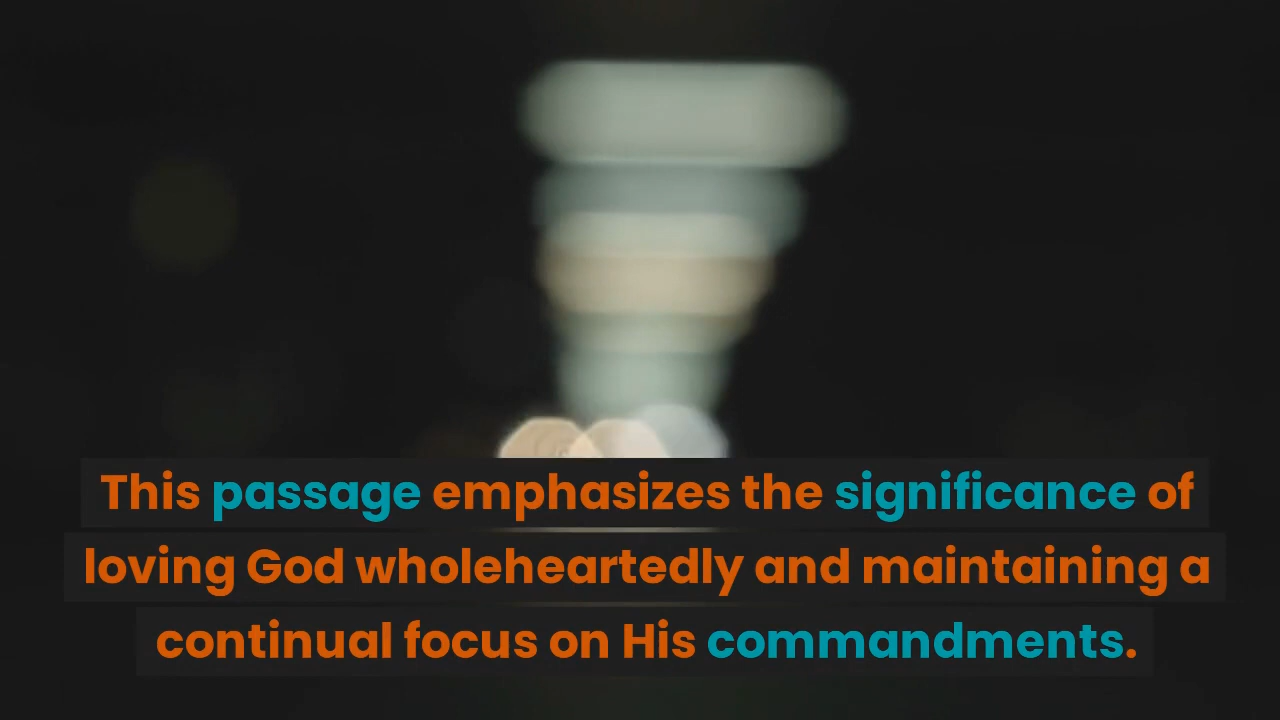 This passage emphasizes the significance of
loving God wholeheartedly and maintaining a
continual focus on His commandments.